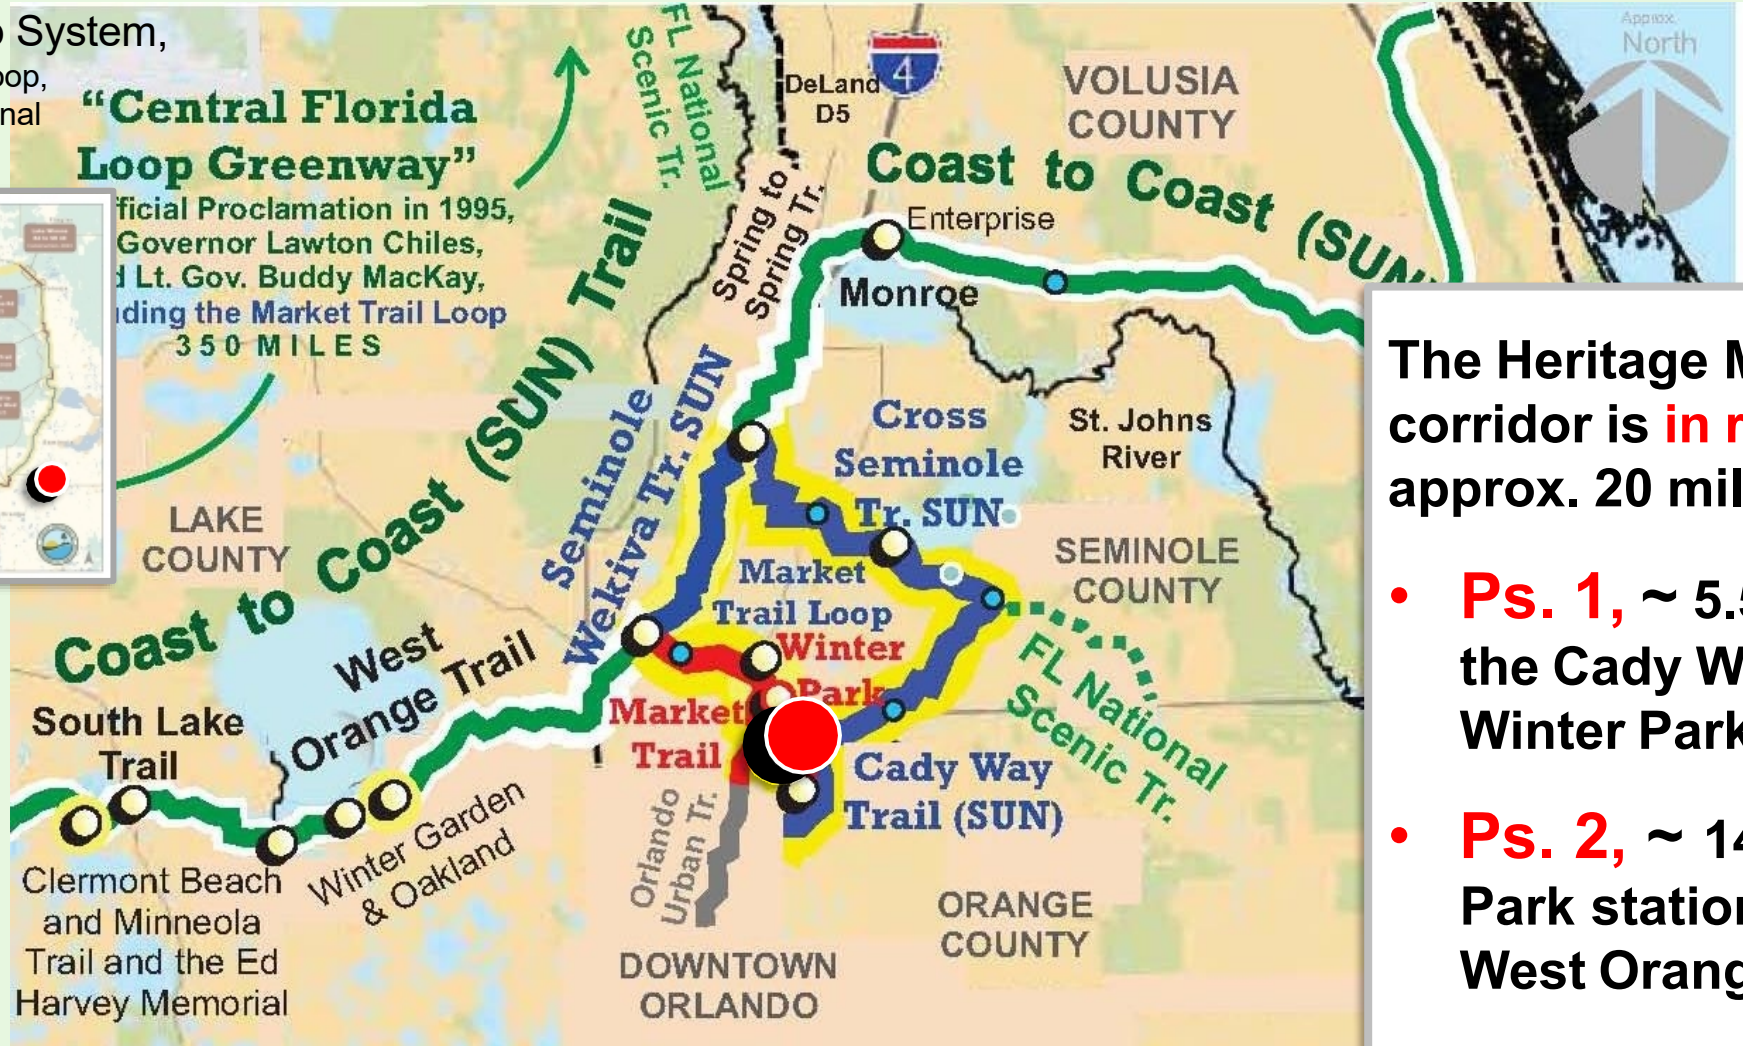 System,
oop,
nal
“Central Florida
Loop Greenway”
ficial Proclamation in 1995,
Governor Lawton Chiles,
d Lt. Gov. Buddy MacKay,
ding the Market Trail Loop
350 MILES
FL National
Scenic Tr.
DeLand
D5
4
VOLUSIA
COUNTY
Approx.
North
Coast to Coast (SUN)
Spring to
Spring Tr.
Enterprise
Monroe
Coast to Coast (SUN) Trail
Seminole
Wekiva Tr. SUN
Cross
Seminole
Tr. SUN
St. Johns
River
LAKE
COUNTY
SEMINOLE
COUNTY
Market
Trail Loop
Winter
Park
Market
Trail
West
Orange Trail
South Lake
Trail
FL National
Scenic Tr.
Cady Way
Trail (SUN)
Orlando
Urban Tr.
Winter Garden
& Oakland
Clermont Beach
and Minneola
Trail and the Ed
Harvey Memorial
ORANGE
COUNTY
DOWNTOWN
ORLANDO
The Heritage M
corridor is in r
approx. 20 mil
• Ps. 1, ~ 5.5
the Cady W
Winter Park
• Ps. 2, ~ 14
Park station
West Orang